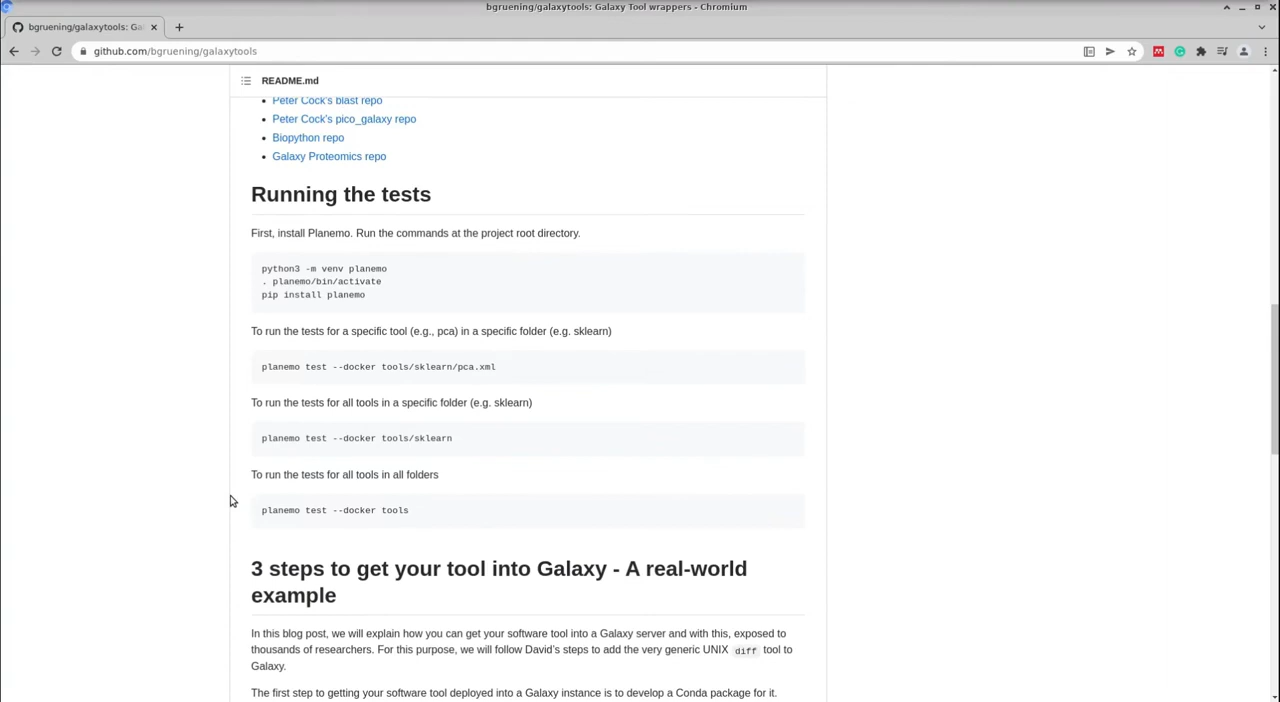 bgruening/galaxytools: Galaxy Tool wrappers - Chromium
bgruening/galaxytools: Ga
github.com/bgruening/galaxytools
README.md
Peter Cock's blast repo
Peter Cock's pico_galaxy repo
Biopython repo
Galaxy Proteomics repo
Running the tests
First, install Planemo. Run the commands at the project root directory.
python3 -m venv planemo
. planemo/bin/activate
pip install planemo
To run the tests for a specific tool (e.g., pca) in a specific folder (e.g. sklearn)
planemo test --docker tools/sklearn/pca.xml
To run the tests for all tools in a specific folder (e.g. sklearn)
planemo test --docker tools/sklearn
To run the tests for all tools in all folders
planemo test --docker tools
3 steps to get your tool into Galaxy - A real-world
example
In this blog post, we will explain how you can get your software tool into a Galaxy server and with this, exposed to
thousands of researchers. For this purpose, we will follow David's steps to add the very generic UNIX diff tool to
Galaxy.
The first step to getting your software tool deployed into a Galaxy instance is to develop a Conda package for it.